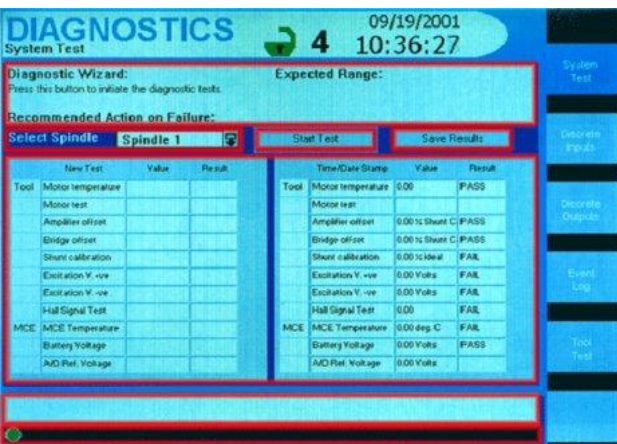 DIAGNOSTICS
System Test
4
09/19/2001
10:36:27
Diagnostic Wizard:
Press this button to initiate the diagnostic tests.
Expected Range:
Recommended Action on Failure:
Select Spindle Spindle 1 Start Test Save Results
New Test Value Result
Tool Motor temperature
Motor test
Amplifier offset
Bridge offset
Shunt calibration
Excitation V. +ve
Excitation V. -ve
Hall Signal Test
MCE MCE Temperature
Battery Voltage
A/D Ref. Voltage
Time/Date Stamp Value Result
Tool Motor temperature 0.00 PASS
Motor test
Amplifier offset 0.00 % Shunt C PASS
Bridge offset 0.00 % Shunt C PASS
Shunt calibration 0.00 % ideal FAIL
Excitation V. +ve 0.00 Volts FAIL
Excitation V. -ve 0.00 Volts FAIL
Hall Signal Test 0.00 FAIL
MCE MCE Temperature 0.00 deg. C FAIL
Battery Voltage 0.00 Volts PASS
A/D Ref. Voltage 0.00 Volts
System
Test
Discrete
Inputs
Discrete
Outputs
Event
Log
Tool
Test